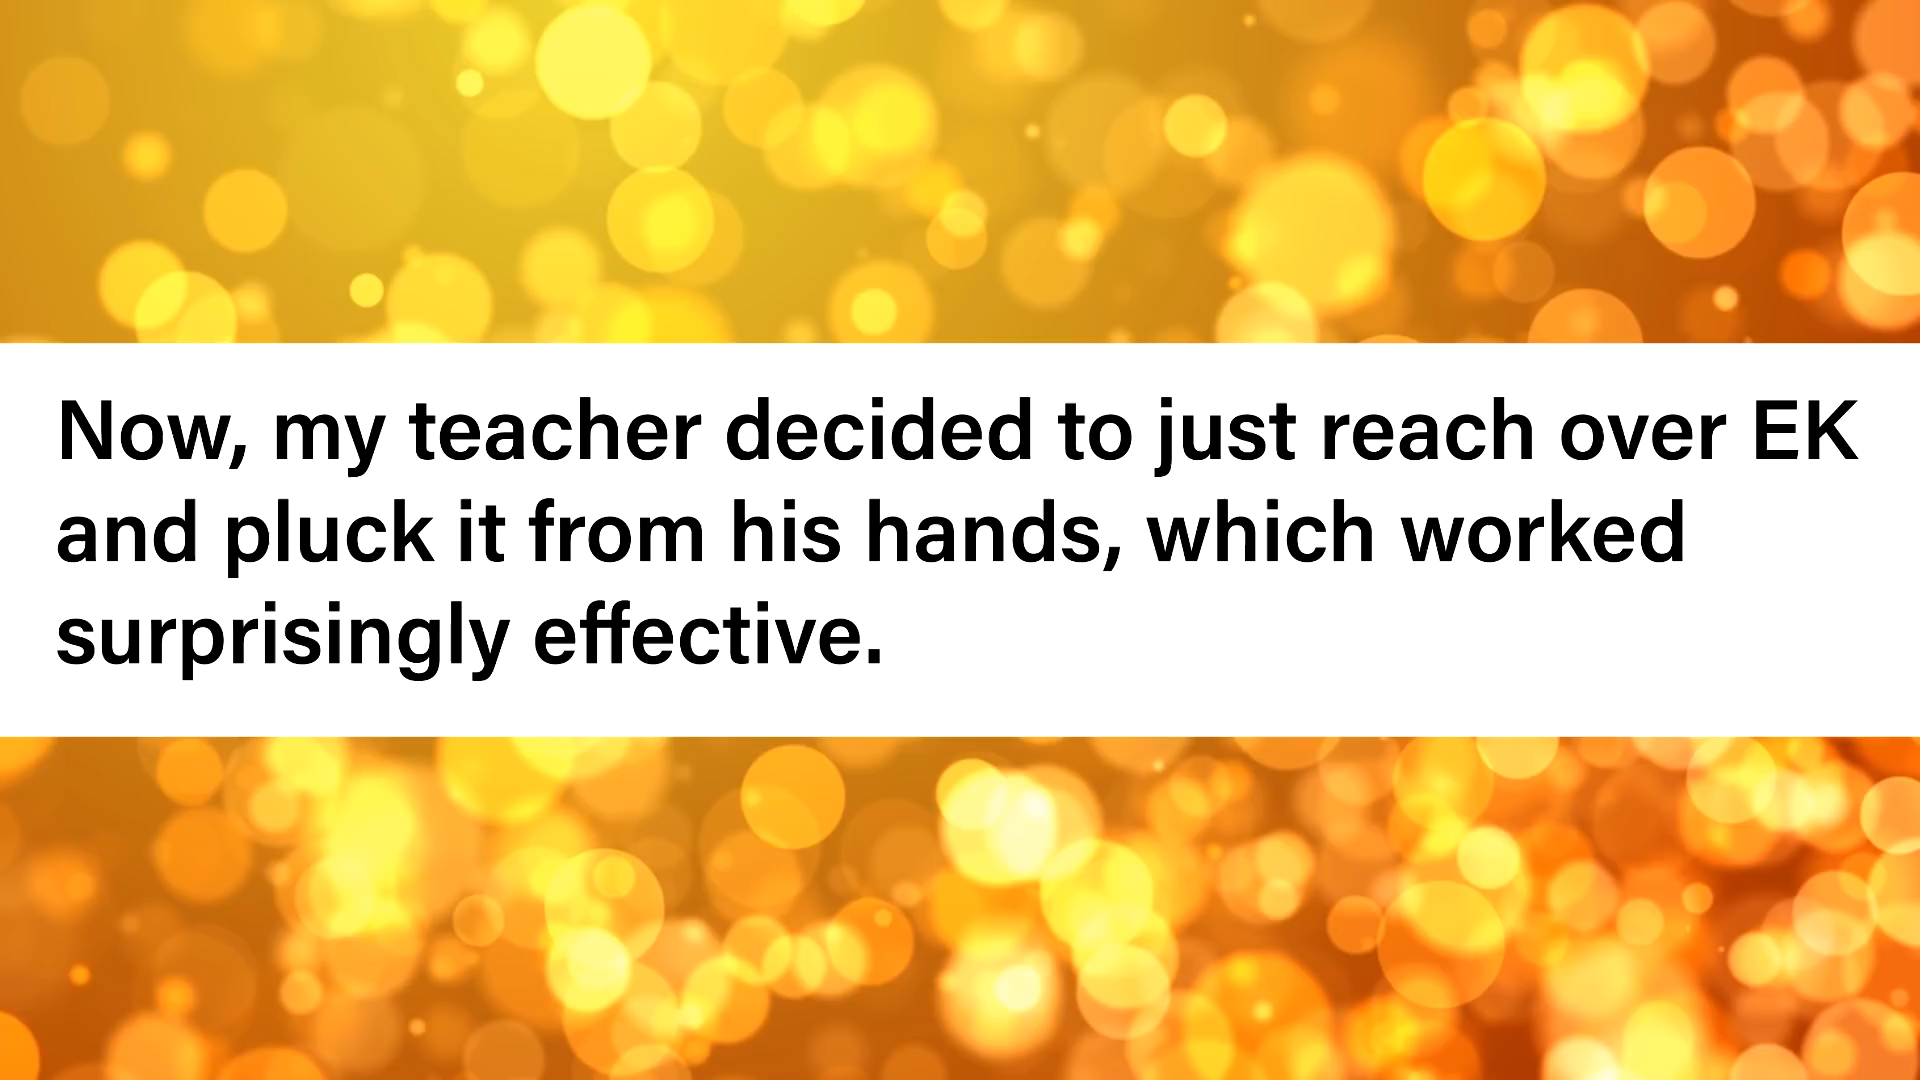 Now, my teacher decided to just reach over EK
and pluck it from his hands, which worked
surprisingly effective.